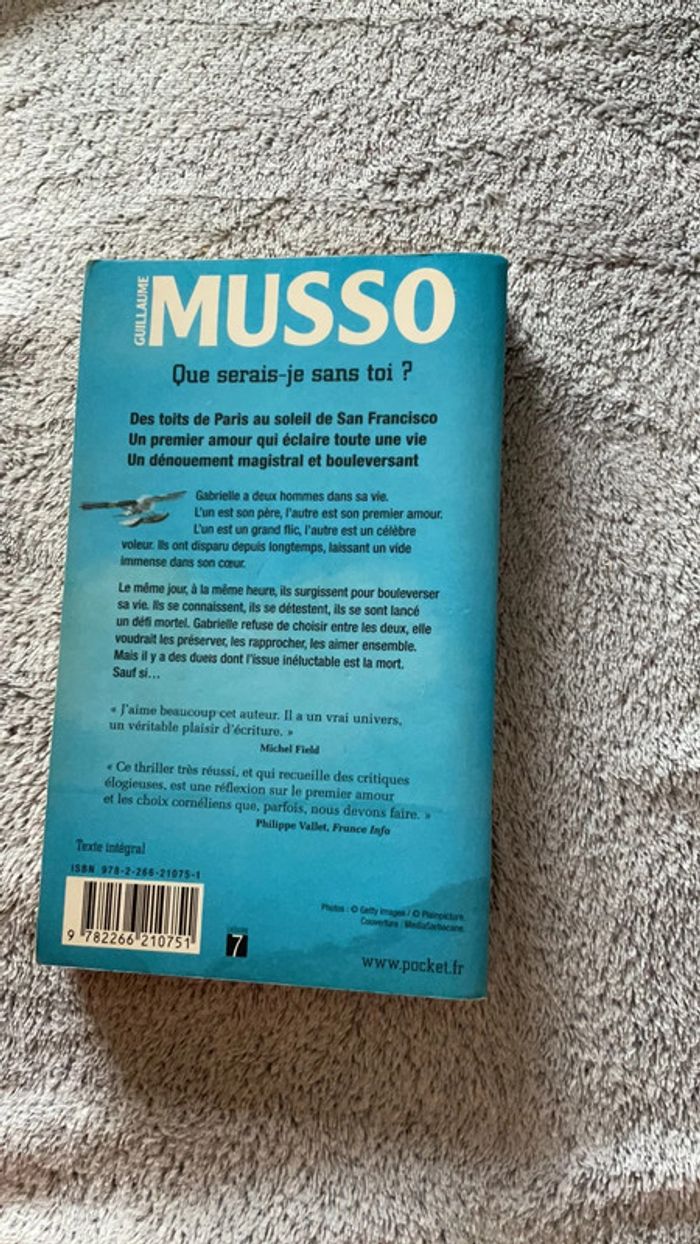 GUILLAUME
MUSSO
Que serais-je sans toi ?
Des toits de Paris au soleil de San Francisco
Un premier amour qui éclaire toute une vie
Un dénouement magistral et bouleversant
Gabrielle a deux hommes dans sa vie.
L'un est son père, l'autre est son premier amour.
L'un est un grand flic, l'autre est un célèbre
voleur. Ils ont disparu depuis longtemps, laissant un vide
immense dans son cœur.
Le même jour, à la même heure, ils surgissent pour bouleverser
sa vie. Ils se connaissent, ils se détestent, ils se sont lancé
un défi mortel. Gabrielle refuse de choisir entre les deux, elle
voudrait les préserver, les rapprocher, les aimer ensemble.
Mais il y a des duels dont l'issue inéluctable est la mort.
Sauf si...
« J'aime beaucoup cet auteur. Il a un vrai univers,
un véritable plaisir d'écriture. »
Michel Field
« Ce thriller très réussi, et qui recueille des critiques
élogieuses, est une réflexion sur le premier amour
et les choix cornéliens que, parfois, nous devons faire. »
Philippe Vallet, France Info
Texte intégral
ISBN 978-2-266-21075-1
Photos : © Getty Images / © Plainpicture.
Couverture : MediaSarbacane.
9 782266 210751
7
www.pocket.fr